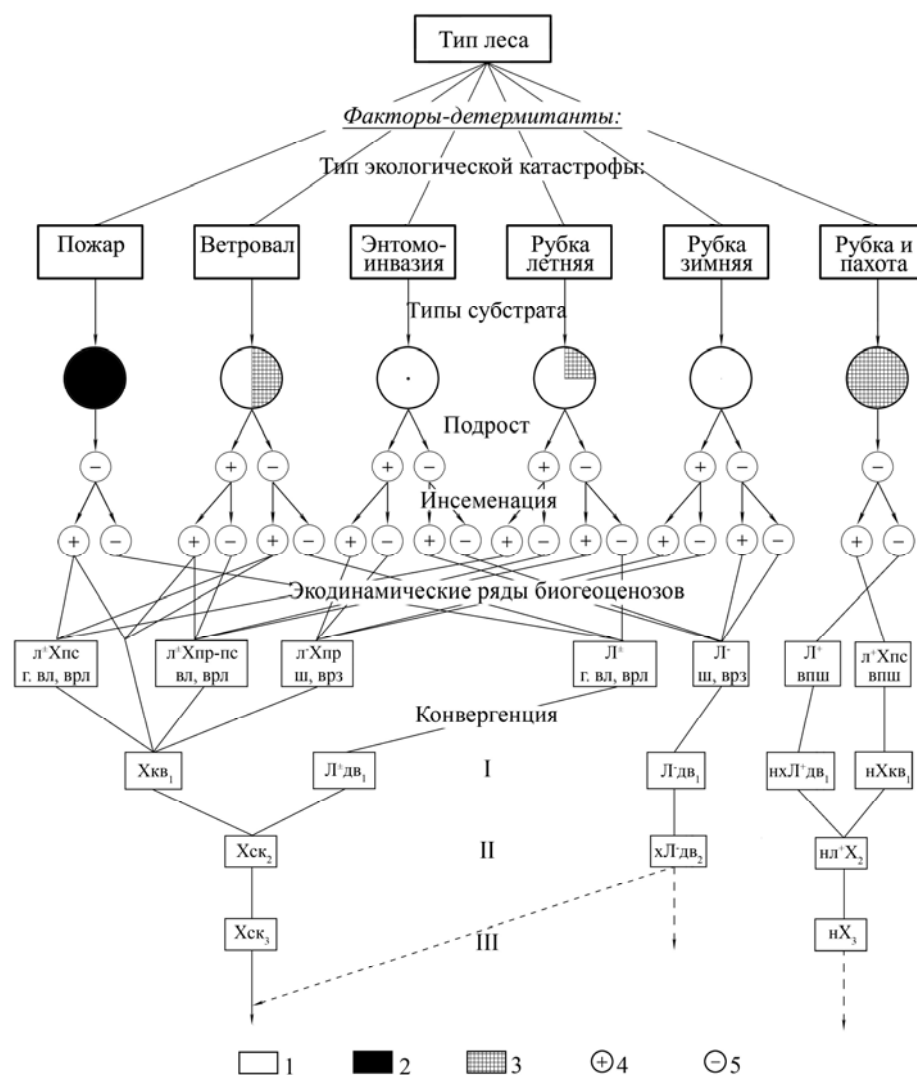 Тип леса
Факторы-детермитанты:
Тип экологической катастрофы:
Пожар
Ветровал
Энтомо-
инвазия
Рубка
летняя
Рубка
зимняя
Рубка и
пахота
Типы субстрата
Подрост
− + − + − + − + − −
Инсеменация
+ − + − + − + − + − + − + − + − + − + −
Экодинамические ряды биогеоценозов
л±Хпс
г. вл, врл
л±Хпр-пс
вл, врл
л-Хпр
ш, врз
Л±
г. вл, врл
Л-
ш, врз
Л+
впш
л+Хпс
впш
Конвергенция
Хкв1
Л±дв1
I
Л-дв1
нхЛ+дв1
нХкв1
Хск2
II
хЛ-дв2
нл+Х2
Хск3
III
нХ3
1 2 3 + 4 − 5